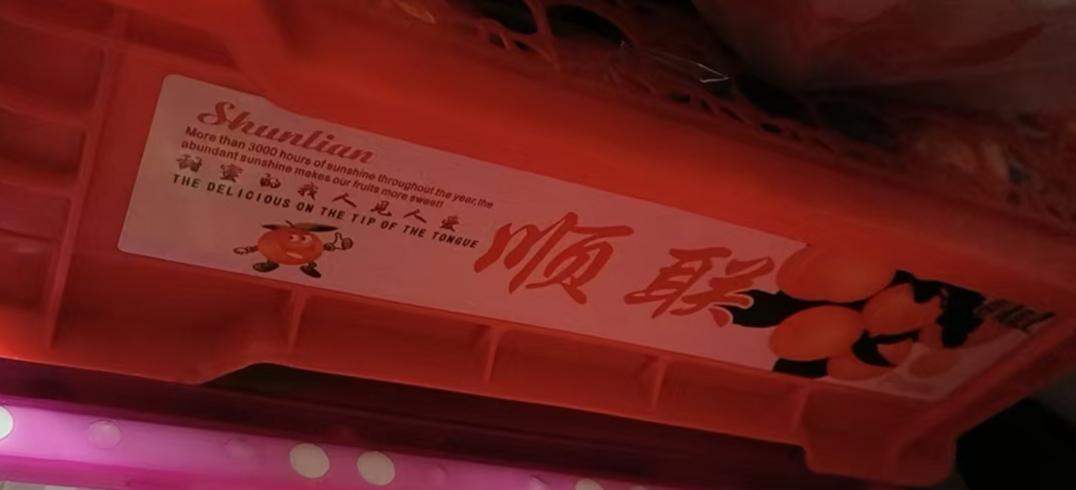 Shunlian
More than 3000 hours of sunshine throughout the year,the
abundant sunshine makes our fruits more sweet!
甜蜜的我人见人爱
THE DELICIOUS ON THE TIP OF THE TONGUE
顺联